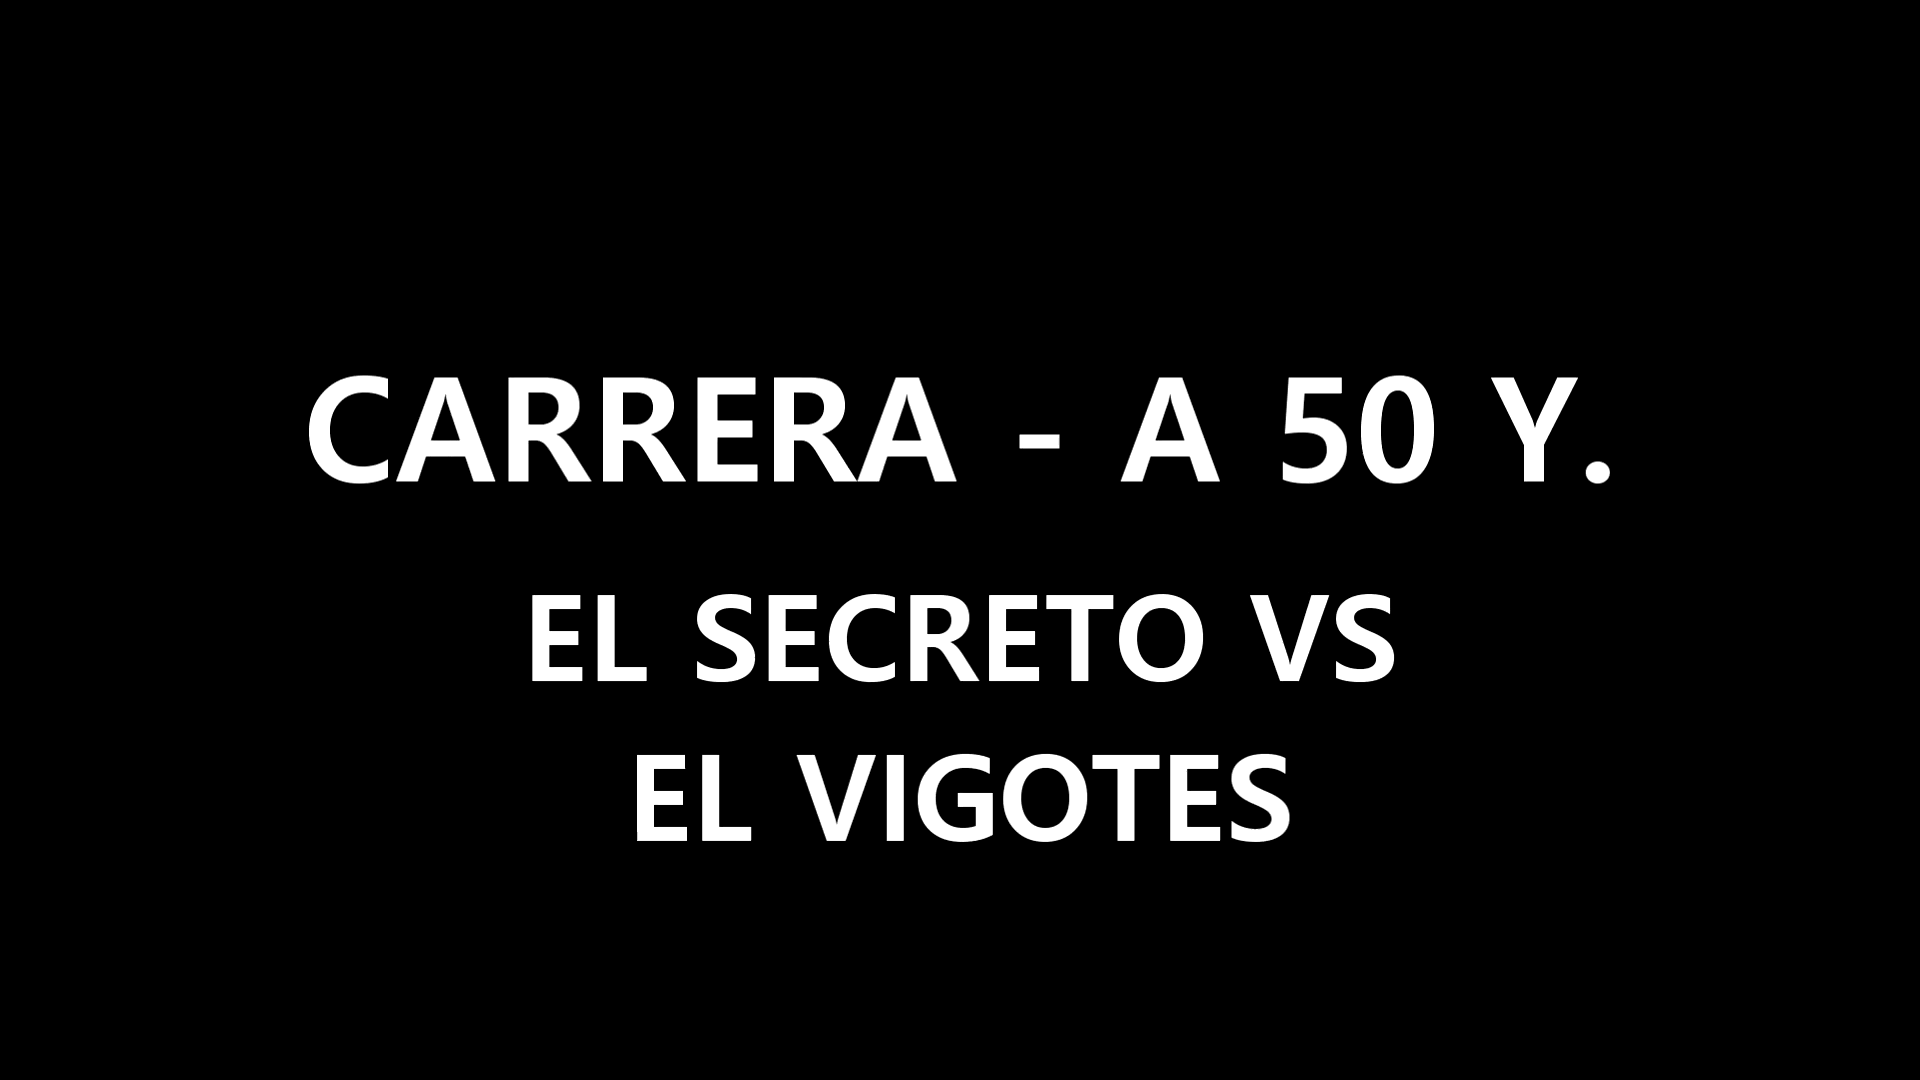 CARRERA - A 50 Y.
EL SECRETO VS
EL VIGOTES